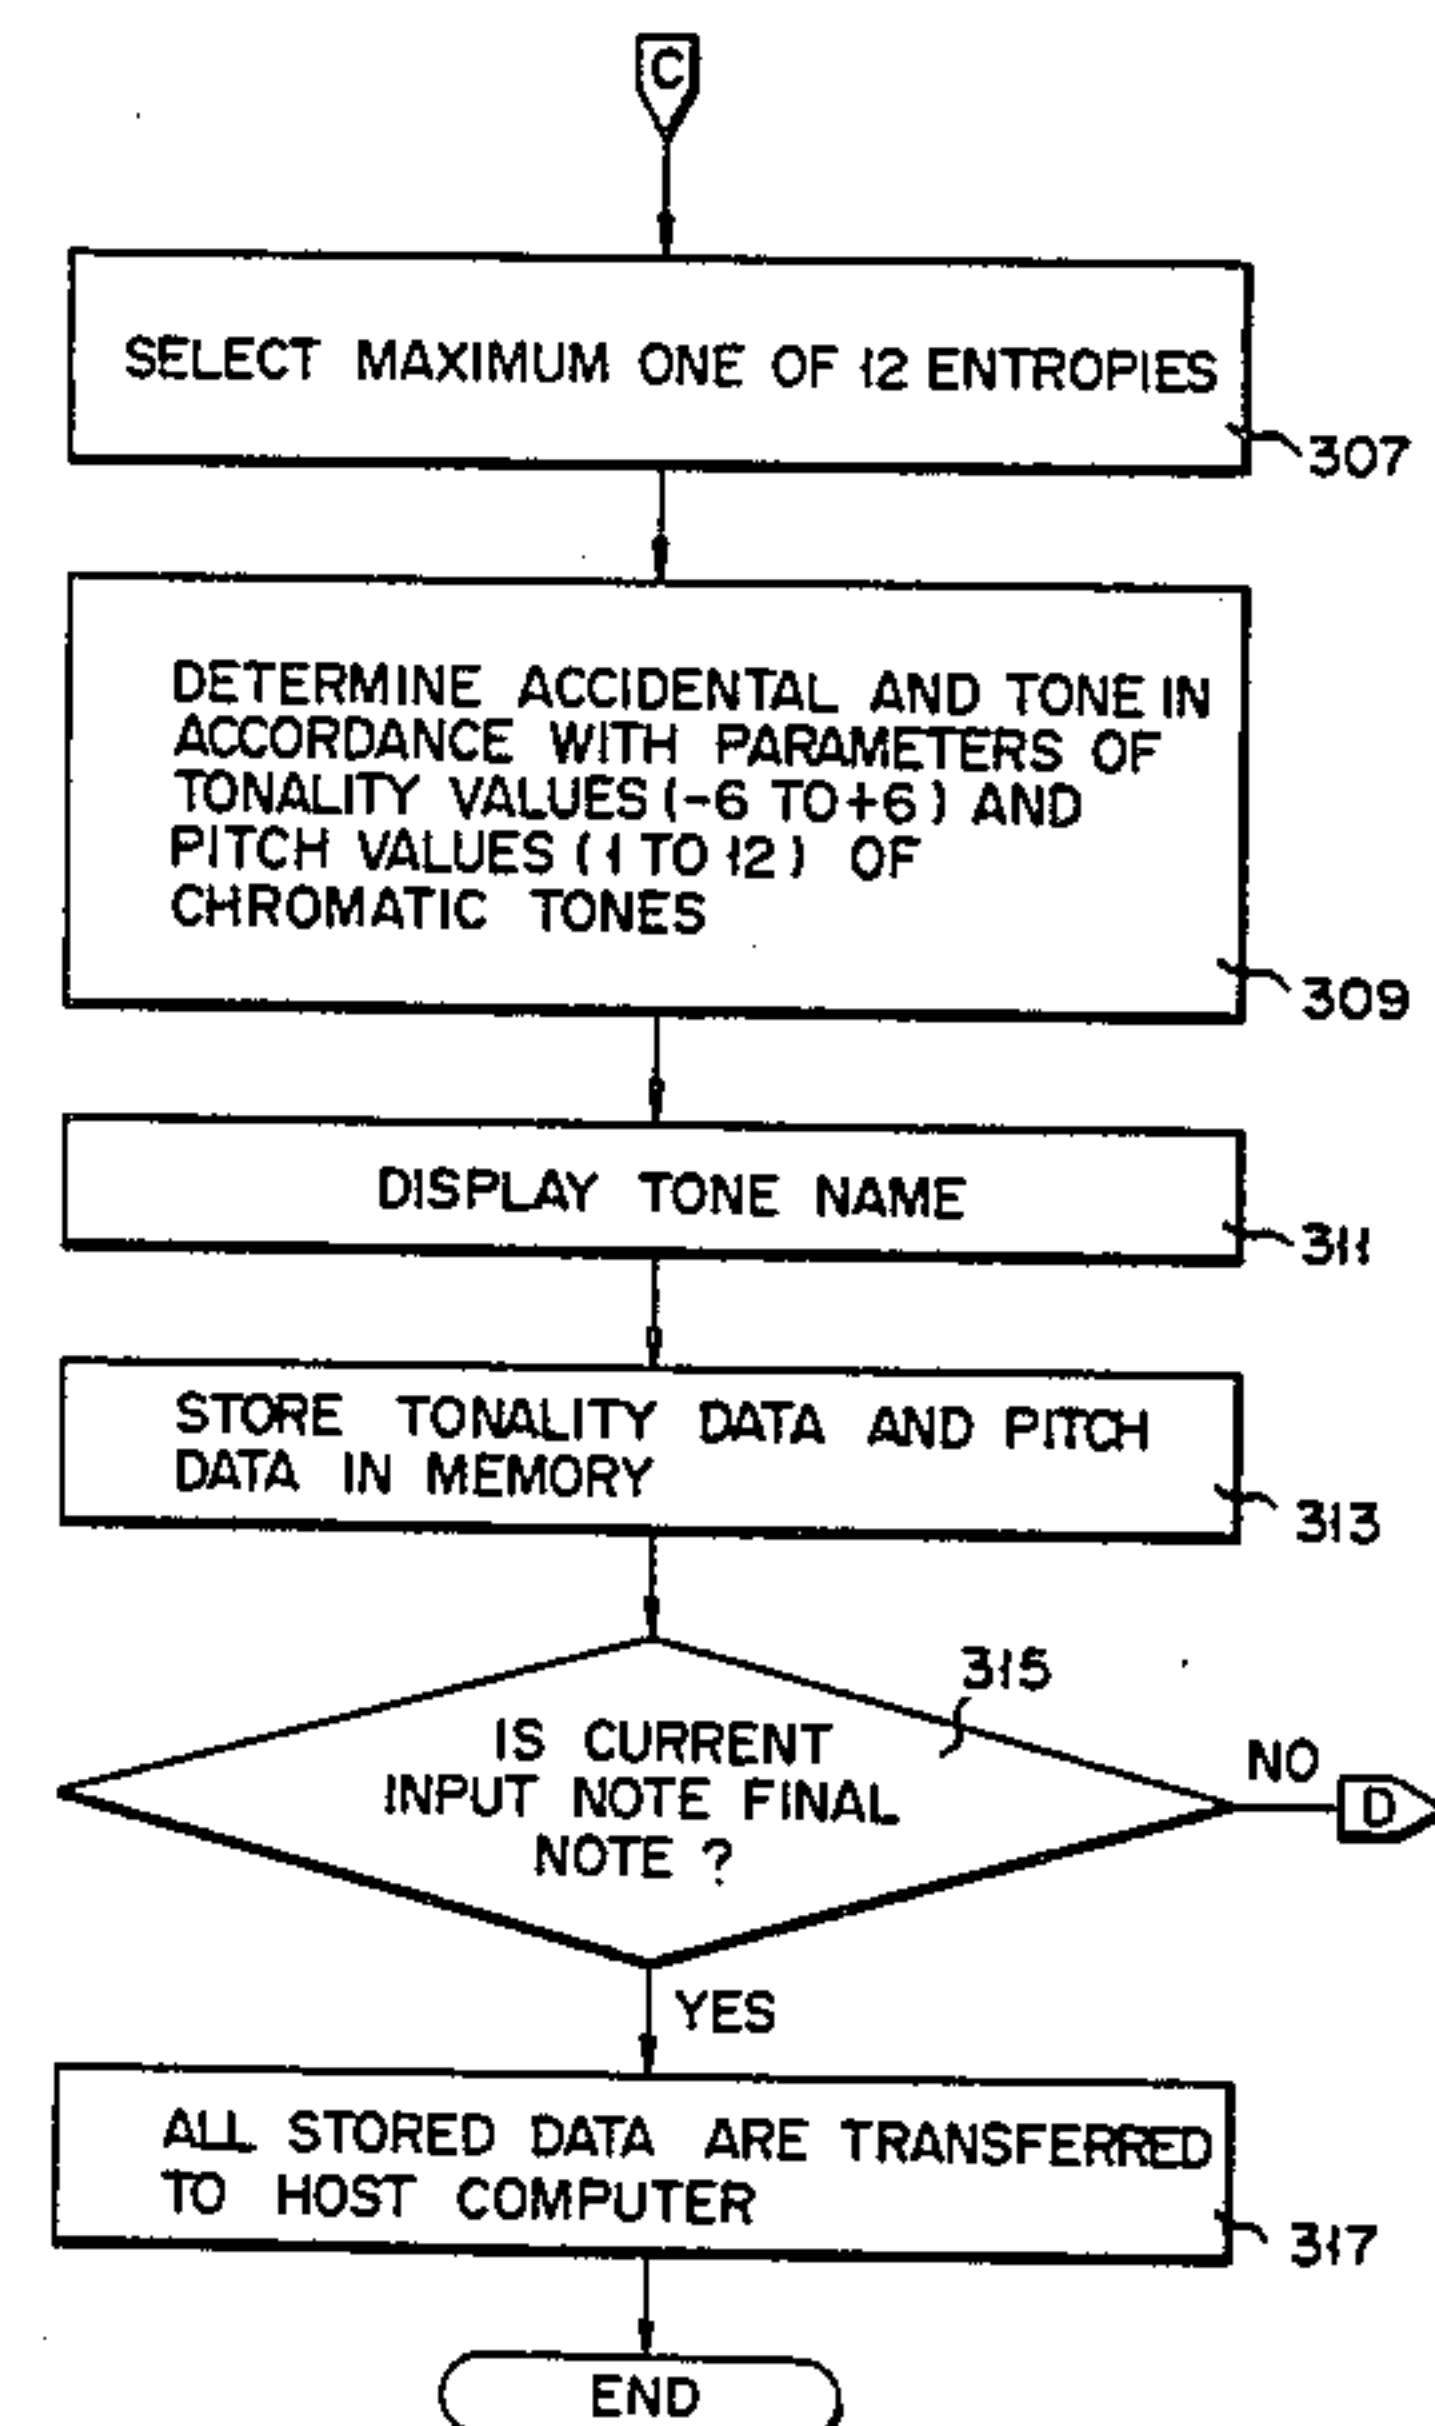 C
SELECT MAXIMUM ONE OF 12 ENTROPIES
307
DETERMINE ACCIDENTAL AND TONE IN
ACCORDANCE WITH PARAMETERS OF
TONALITY VALUES (-6 TO +6) AND
PITCH VALUES (1 TO 12) OF
CHROMATIC TONES
309
DISPLAY TONE NAME
311
STORE TONALITY DATA AND PITCH
DATA IN MEMORY
313
315
IS CURRENT
INPUT NOTE FINAL
NOTE ?
NO
D
YES
ALL STORED DATA ARE TRANSFERRED
TO HOST COMPUTER
317
END